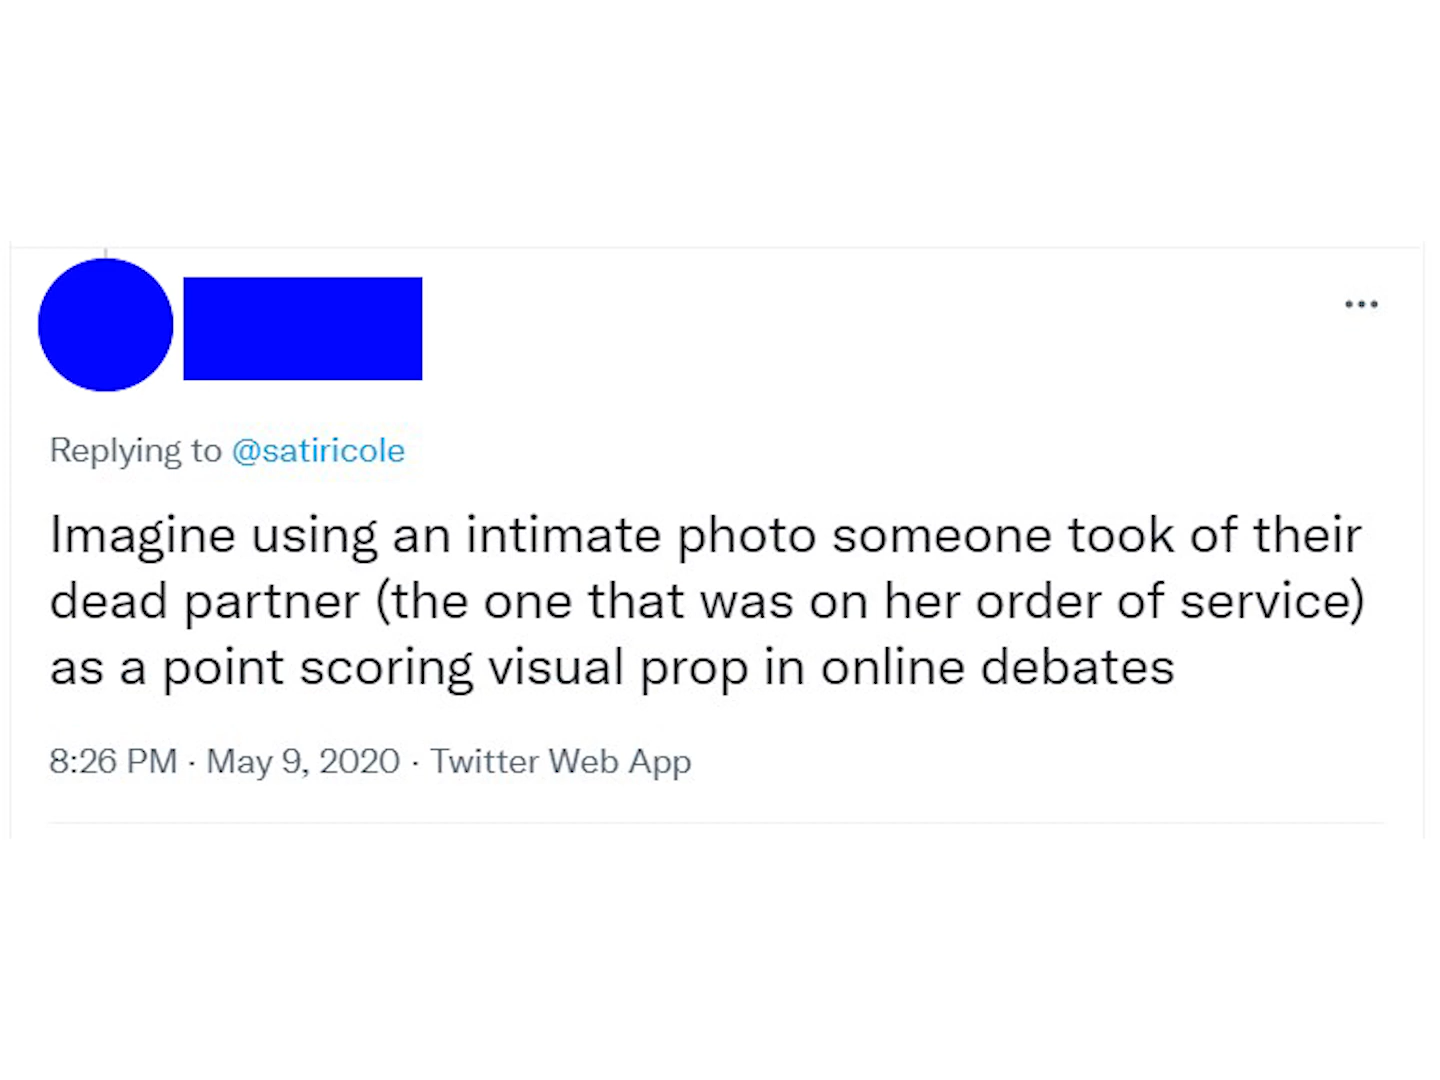 Replying to @satiricole
Imagine using an intimate photo someone took of their
dead partner (the one that was on her order of service)
as a point scoring visual prop in online debates
8:26 PM · May 9, 2020 · Twitter Web App